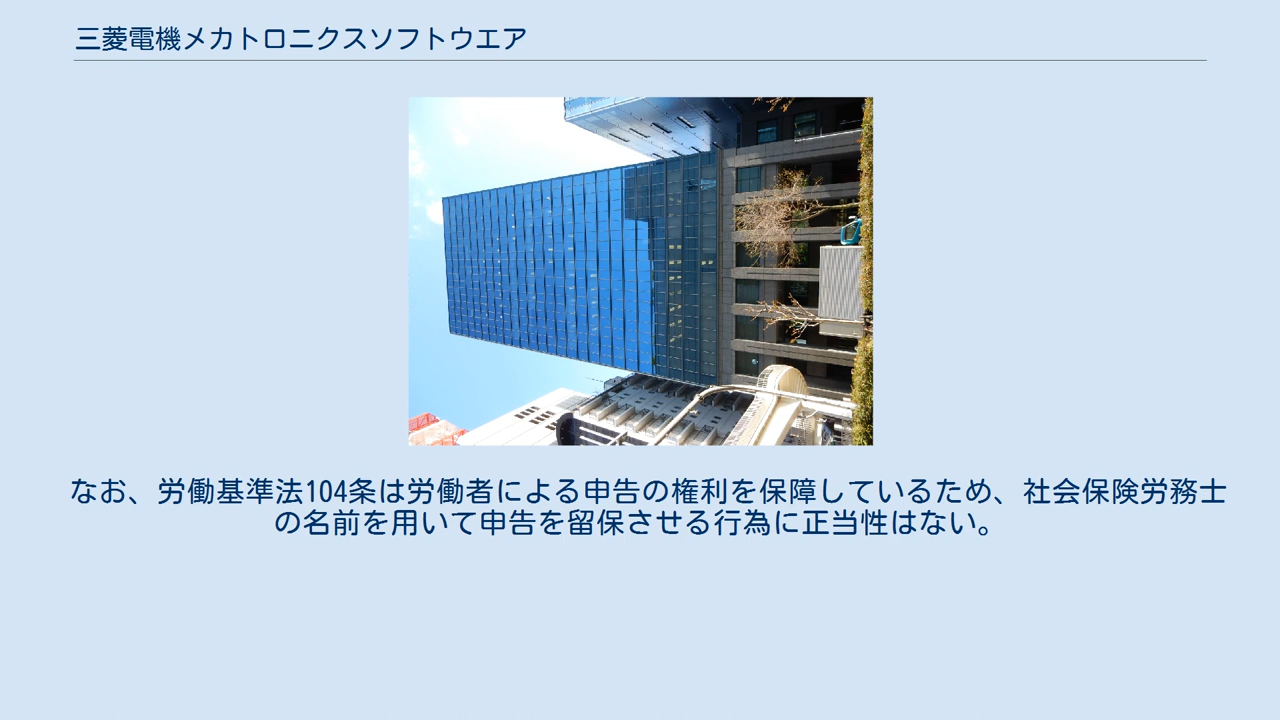 三菱電機メカトロニクスソフトウエア
なお、労働基準法104条は労働者による申告の権利を保障しているため、社会保険労務士
の名前を用いて申告を留保させる行為に正当性はない。